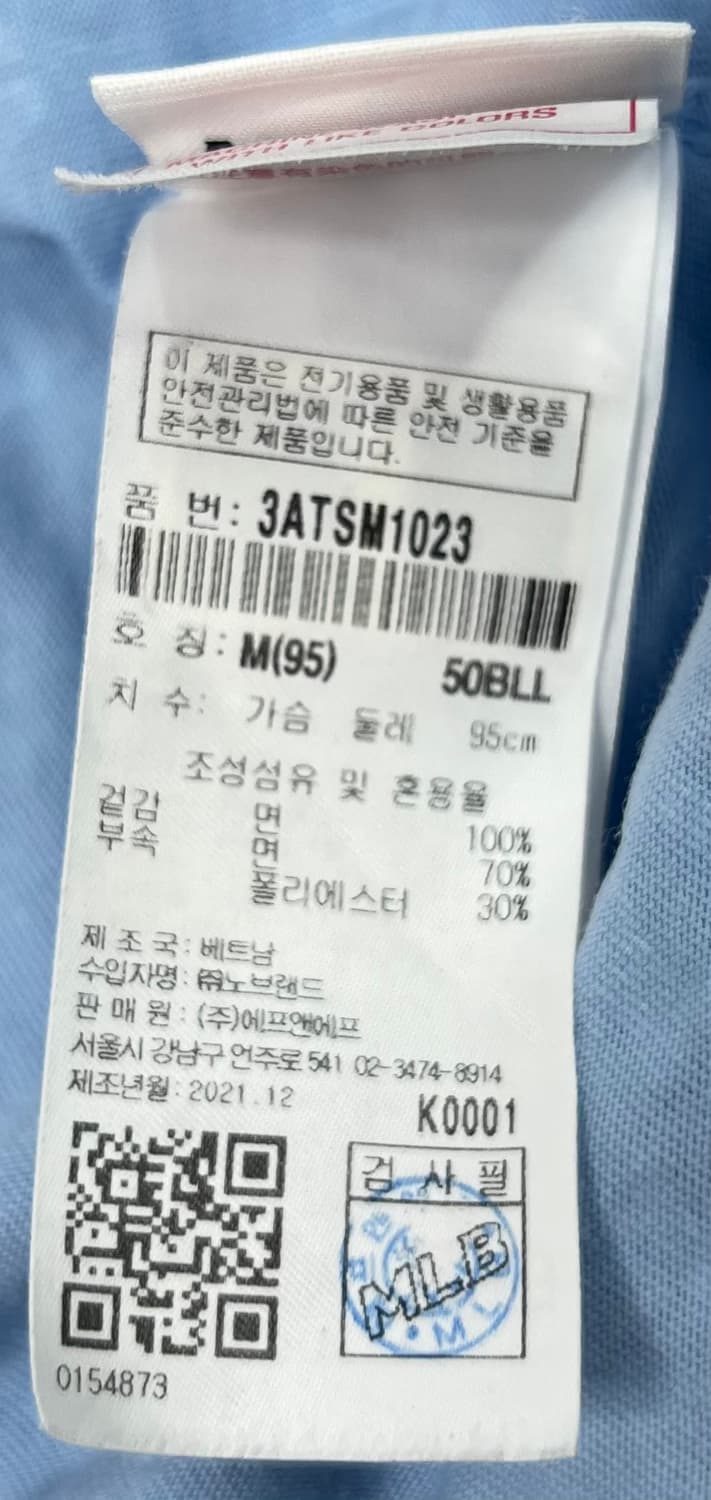 WITH LIKE COLORS
이 제품은 전기용품 및 생활용품
안전관리법에 따른 안전 기준을
준수한 제품입니다.
품 번: 3ATSM1023
호 칭: M(95) 50BLL
치 수: 가슴 둘레 95cm
조성섬유 및 혼용율
겉감 면 100%
부속 면 70%
폴리에스터 30%
제 조 국: 베트남
수입자명: ㈜노브랜드
판 매 원: (주)에프앤에프
서울시 강남구 언주로 541 02-3474-8914
제조년월: 2021.12
K0001
검 사 필
MLB
• M L
0154873